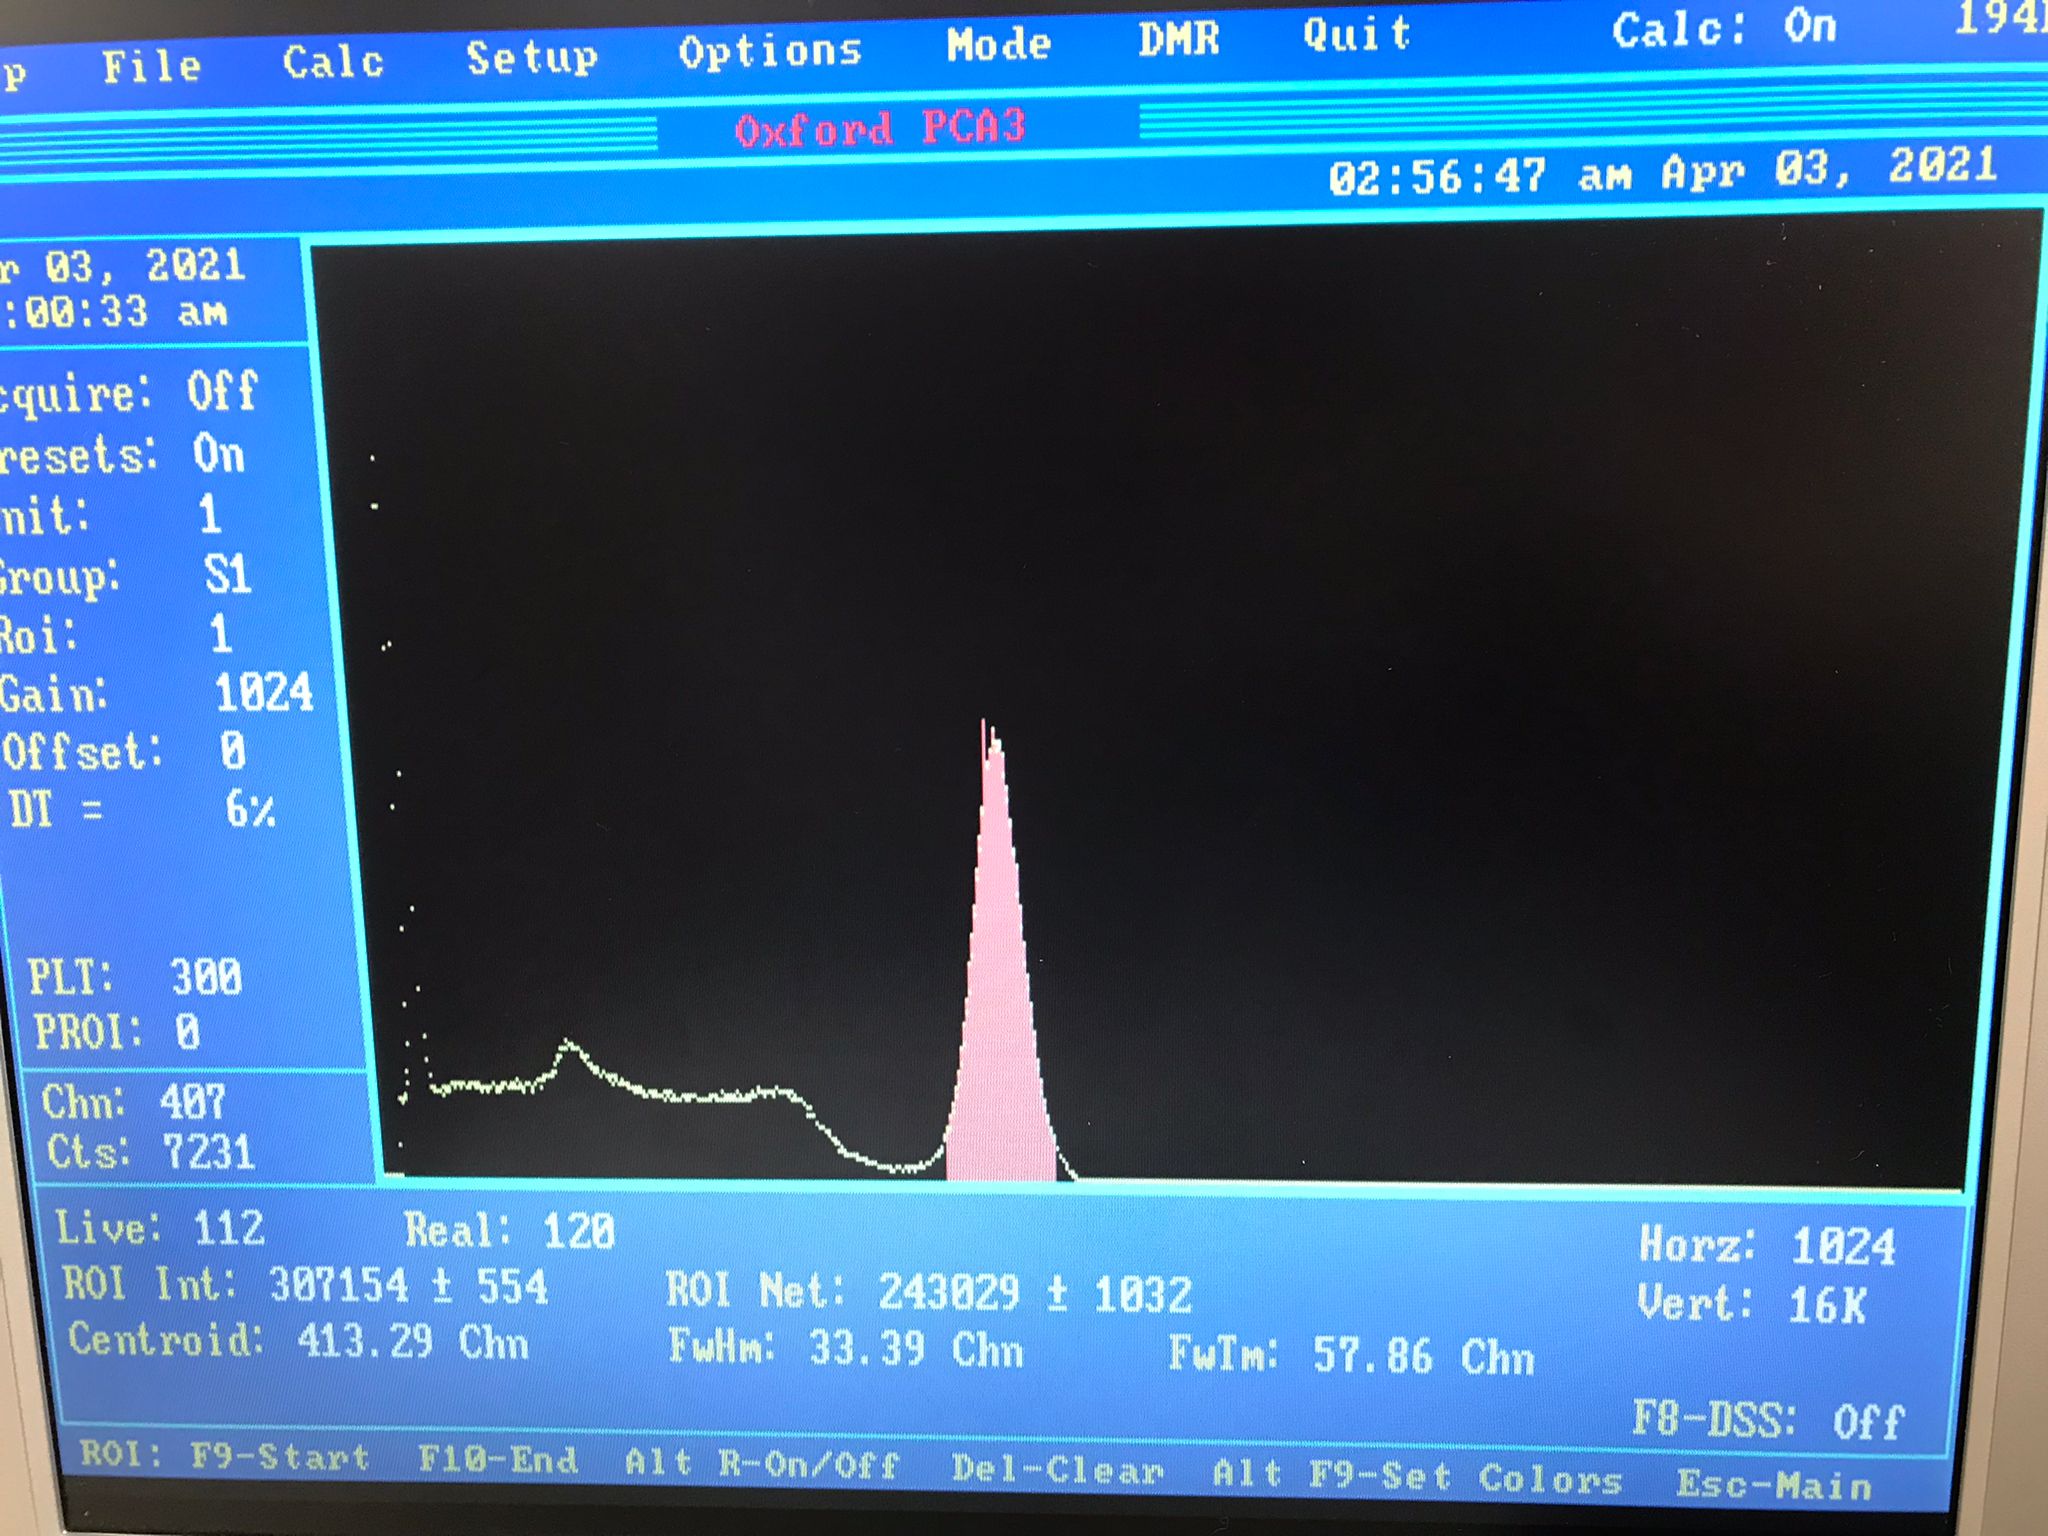 p File Calc Setup Options Mode DMR Quit Calc: On 194
Oxford PCA3
02:56:47 am Apr 03, 2021
r 03, 2021
:00:33 am
cquire: Off
resets: On
nit: 1
Group: S1
Roi: 1
Gain: 1024
Offset: 0
DT = 6%
PLT: 300
PROI: 0
Chn: 407
Cts: 7231
Live: 112 Real: 120 Horz: 1024
ROI Int: 307154 ± 554 ROI Net: 243029 ± 1032 Vert: 16K
Centroid: 413.29 Chn FwHm: 33.39 Chn FwTm: 57.86 Chn
F8-DSS: Off
ROI: F9-Start F10-End Alt R-On/Off Del-Clear Alt F9-Set Colors Esc-Main